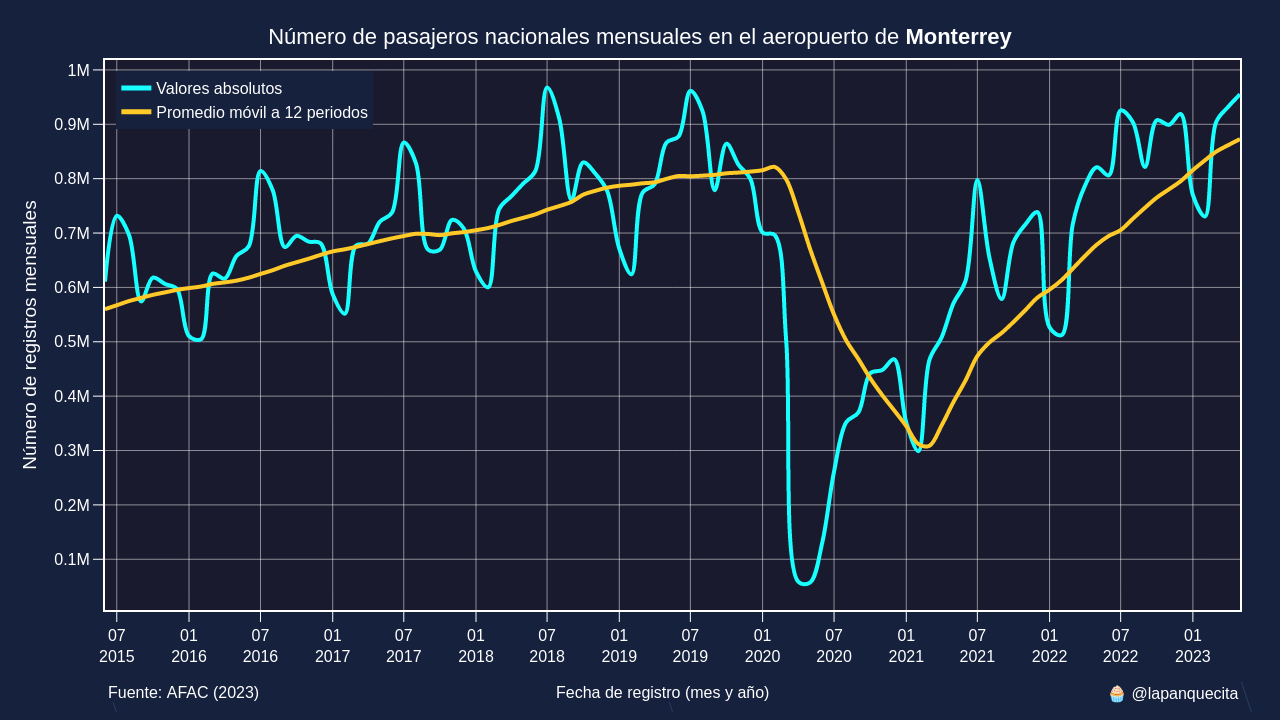 Número de pasajeros nacionales mensuales en el aeropuerto de Monterrey
Valores absolutos
Promedio móvil a 12 periodos
Número de registros mensuales
1M
0.9M
0.8M
0.7M
0.6M
0.5M
0.4M
0.3M
0.2M
0.1M
07 01 07 01 07 01 07 01 07 01 07 01 07 01 07 01
2015 2016 2016 2017 2017 2018 2018 2019 2019 2020 2020 2021 2021 2022 2022 2023
Fuente: AFAC (2023) Fecha de registro (mes y año) 🧁 @lapanquecita